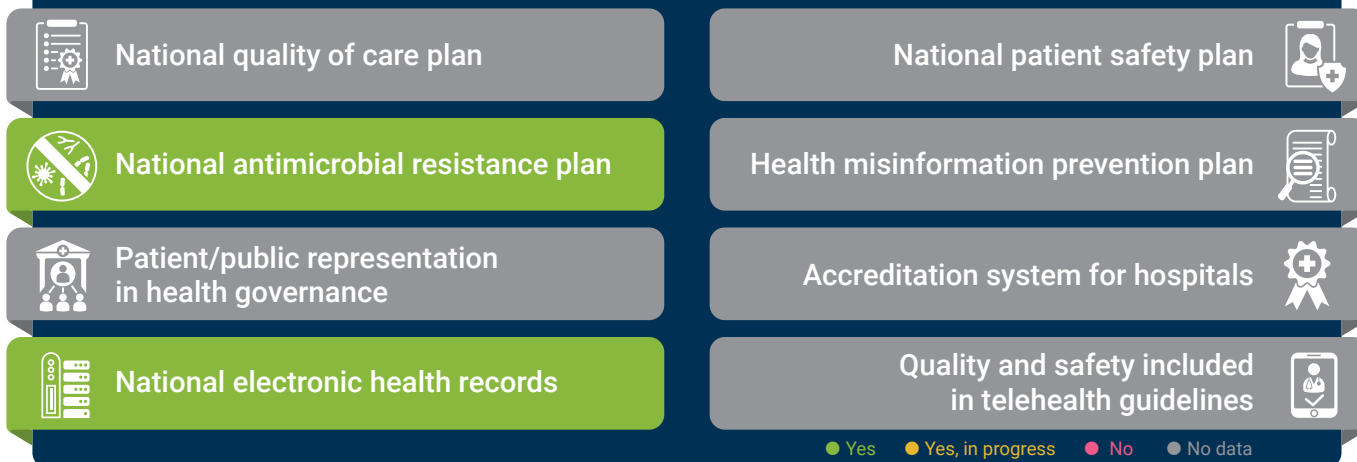 National quality of care plan
National patient safety plan
National antimicrobial resistance plan
Health misinformation prevention plan
Patient/public representation
in health governance
Accreditation system for hospitals
National electronic health records
Quality and safety included
in telehealth guidelines
Yes Yes, in progress No No data